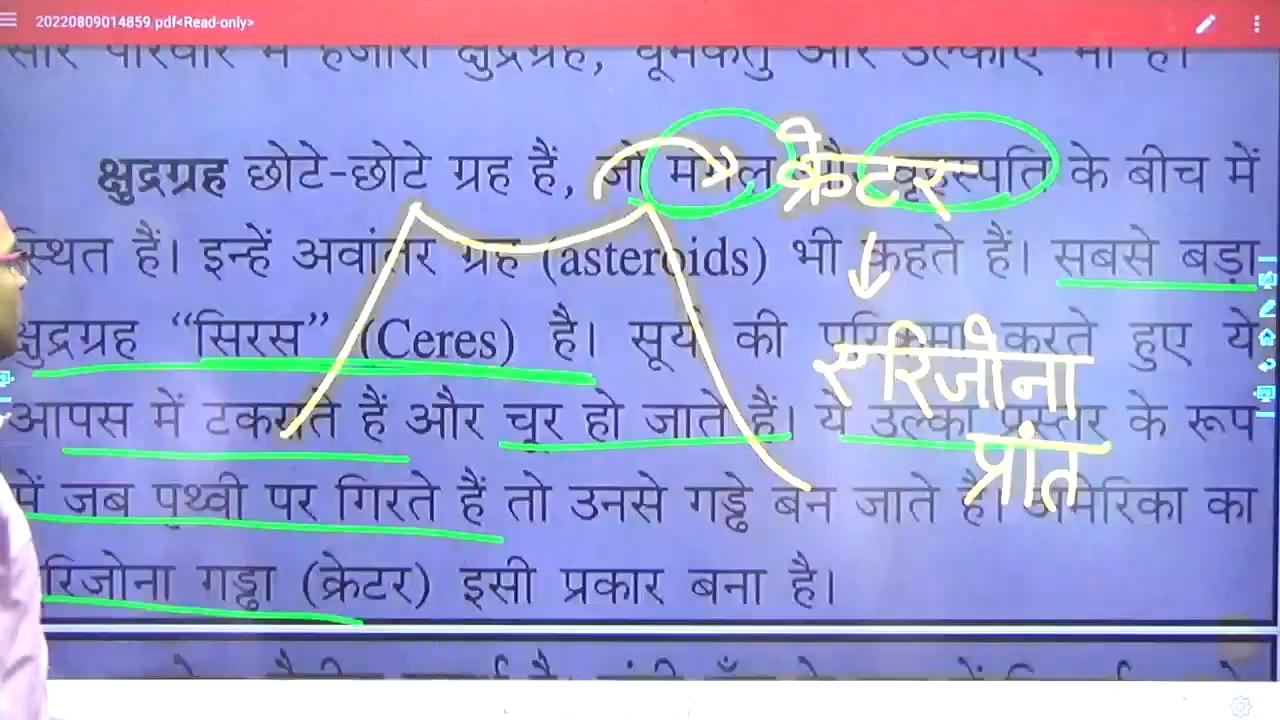 20220809014859.pdf<Read-only>
क्षुद्रग्रह छोटे-छोटे ग्रह हैं, जो मंगल और वृहस्पति के बीच में
क्रेटर
स्थित हैं। इन्हें अवांतर ग्रह (asteroids) भी कहते हैं। सबसे बड़ा
क्षुद्रग्रह “सिरस” (Ceres) है। सूर्य की परिक्रमा करते हुए ये
एरिजोना
आपस में टकराते हैं और चूर हो जाते हैं। ये उल्का प्रस्तर के रूप
प्रांत
में जब पृथ्वी पर गिरते हैं तो उनसे गड्ढे बन जाते हैं। अमेरिका का
रिजोना गड्ढा (क्रेटर) इसी प्रकार बना है।